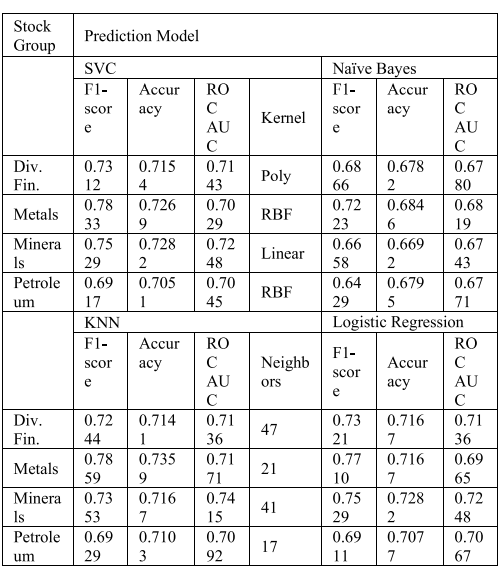 Stock Group Prediction Model
SVC Naïve Bayes
F1-score Accuracy ROC AUC Kernel F1-score Accuracy ROC AUC
Div. Fin. 0.7312 0.7154 0.7143 Poly 0.6866 0.6782 0.6780
Metals 0.7833 0.7269 0.7029 RBF 0.7223 0.6846 0.6819
Minerals 0.7529 0.7282 0.7248 Linear 0.6658 0.6692 0.6743
Petroleum 0.6917 0.7051 0.7045 RBF 0.6429 0.6795 0.6771
KNN Logistic Regression
F1-score Accuracy ROC AUC Neighbors F1-score Accuracy ROC AUC
Div. Fin. 0.7244 0.7141 0.7136 47 0.7321 0.7167 0.7136
Metals 0.7859 0.7359 0.7171 21 0.7710 0.7167 0.6965
Minerals 0.7353 0.7167 0.7415 41 0.7529 0.7282 0.7248
Petroleum 0.6929 0.7103 0.7092 17 0.6911 0.7077 0.7067